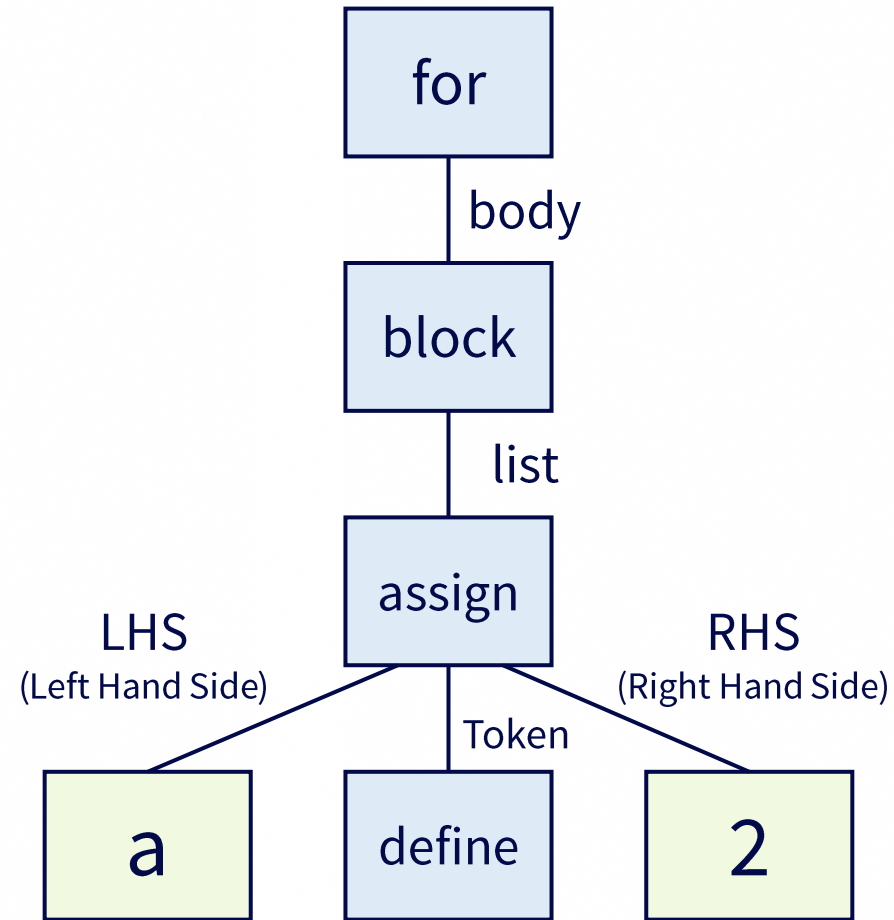 for
body
block
list
assign
LHS
(Left Hand Side)
RHS
(Right Hand Side)
Token
a
define
2